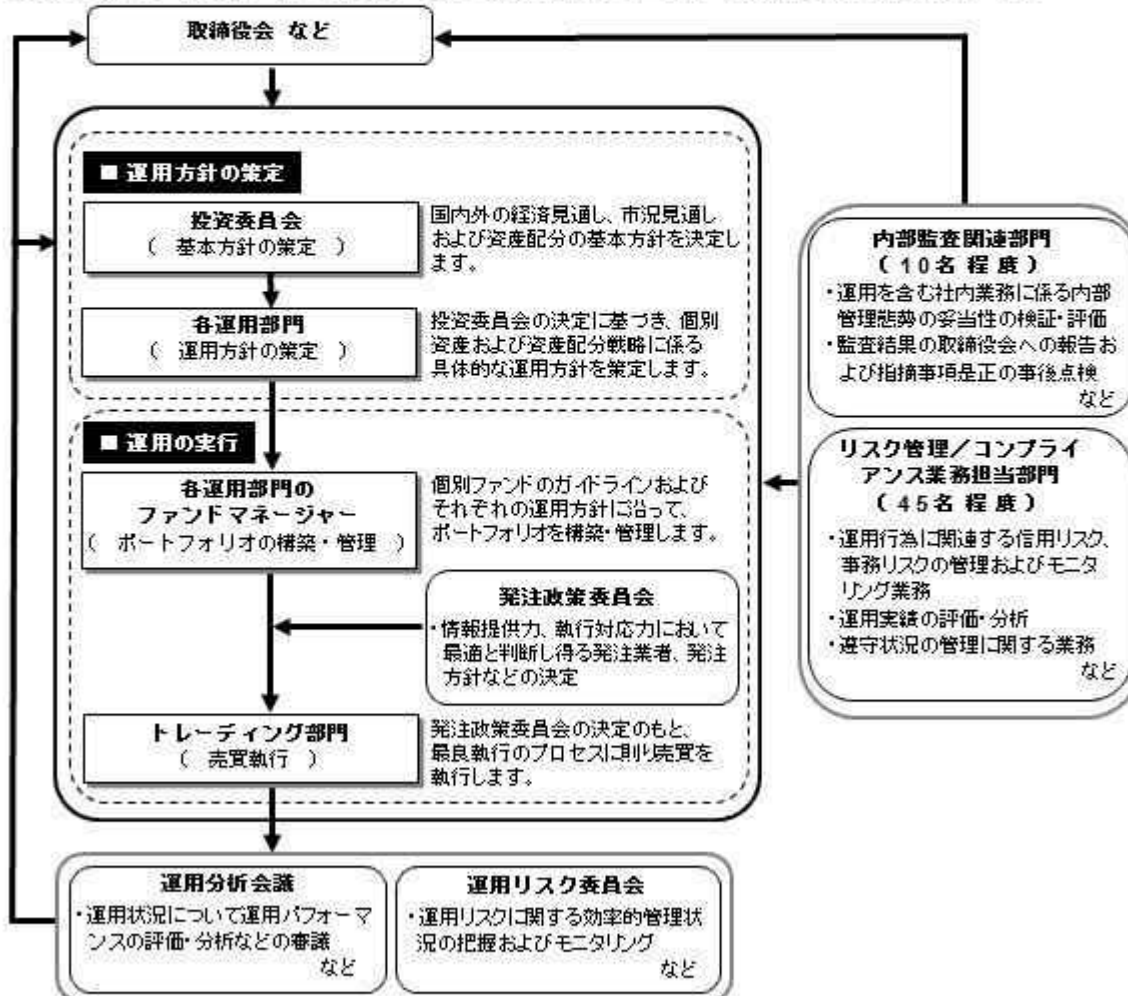 取締役会 など
■ 運用方針の策定
投資委員会
( 基本方針の策定 )
国内外の経済見通し、市況見通し
および資産配分の基本方針を決定し
ます。
各運用部門
( 運用方針の策定 )
投資委員会の決定に基づき、個別
資産および資産配分戦略に係る
具体的な運用方針を策定します。
■ 運用の実行
各運用部門の
ファンドマネージャー
( ポートフォリオの構築・管理 )
個別ファンドのガイドラインおよび
それぞれの運用方針に沿って、
ポートフォリオを構築・管理します。
発注政策委員会
・情報提供力、執行対応力において
最適と判断し得る発注業者、発注
方針などの決定
トレーディング部門
( 売買執行 )
発注政策委員会の決定のもと、
最良執行のプロセスに則り売買を
執行します。
内部監査関連部門
(10名程度)
・運用を含む社内業務に係る内部
管理態勢の妥当性の検証・評価
・監査結果の取締役会への報告お
よび指摘事項是正の事後点検
など
リスク管理/コンプライ
アンス業務担当部門
(45名程度)
・運用行為に関連する信用リスク、
事務リスクの管理およびモニタ
リング業務
・運用実績の評価・分析
・遵守状況の管理に関する業務
など
運用分析会議
・運用状況について運用パフォーマ
ンスの評価・分析などの審議
など
運用リスク委員会
・運用リスクに関する効率的管理状
況の把握およびモニタリング
など